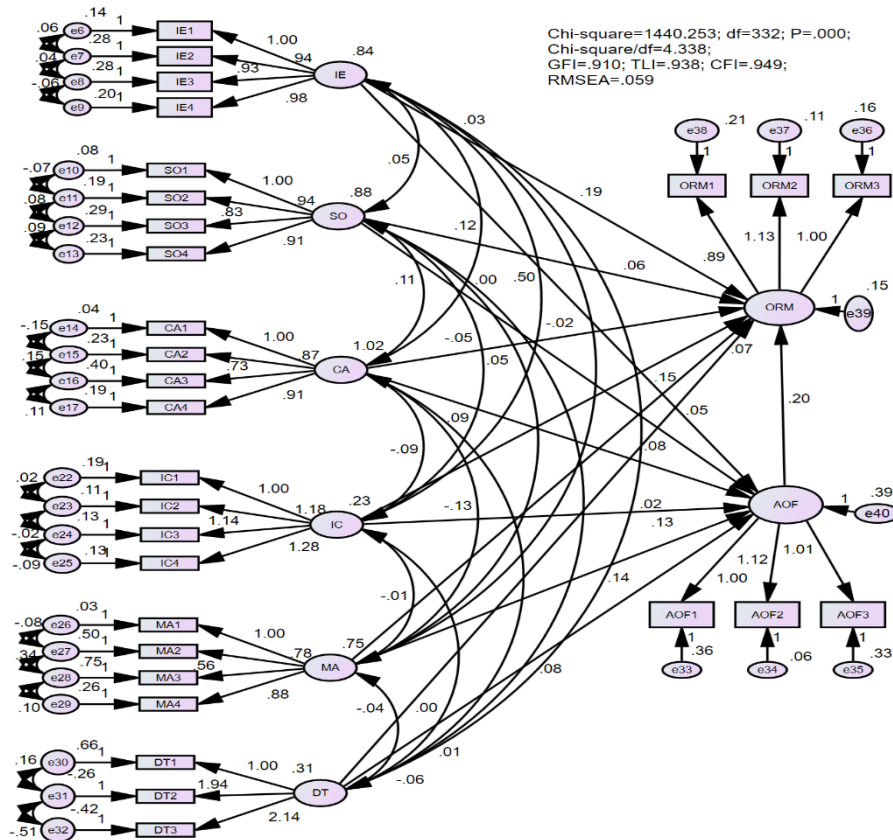 Chi-square=1440.253; df=332; P=.000;
Chi-square/df=4.338;
GFI=.910; TLI=.938; CFI=.949;
RMSEA=.059
.06 e6 .14 1 IE1 1.00
.04 e7 .28 1 IE2 .94
-.06 e8 .28 1 IE3 .93
e9 .20 1 IE4 .98
IE .84
-.07 e10 .08 1 SO1 1.00
.08 e11 .19 1 SO2 .94
.09 e12 .29 1 SO3 .83
e13 .23 1 SO4 .91
SO .88
-.15 e14 .04 1 CA1 1.00
.15 e15 .23 1 CA2 .87
.11 e16 .40 1 CA3 .73
e17 .19 1 CA4 .91
CA 1.02
.02 e22 .19 1 IC1 1.00
-.02 e23 .11 1 IC2 1.18
-.09 e24 .13 1 IC3 1.14
e25 .13 1 IC4 1.28
IC .23
-.08 e26 .03 1 MA1 1.00
.34 e27 .50 1 MA2 .78
.10 e28 .75 1 MA3 .56
e29 .26 1 MA4 .88
MA .75
.16 e30 .66 1 DT1 1.00
-.51 e31 -.26 1 DT2 1.94
e32 -.42 1 DT3 2.14
DT .31
.05
.11
-.09
-.01
-.04
.03
.12
.00
.50
-.05
.05
.09
-.13
.19
.06
-.02
.07
.15
.05
.08
.02
.13
.14
.08
.00
.01
-.06
.20
e38 .21 1 ORM1 .89
e37 .11 1 ORM2 1.13
e36 .16 1 ORM3 1.00
ORM 1 e39 .15
AOF 1 e40 .39
1.00 1.12 1.01
AOF1 AOF2 AOF3
1 1 1
e33 .36 e34 .06 e35 .33